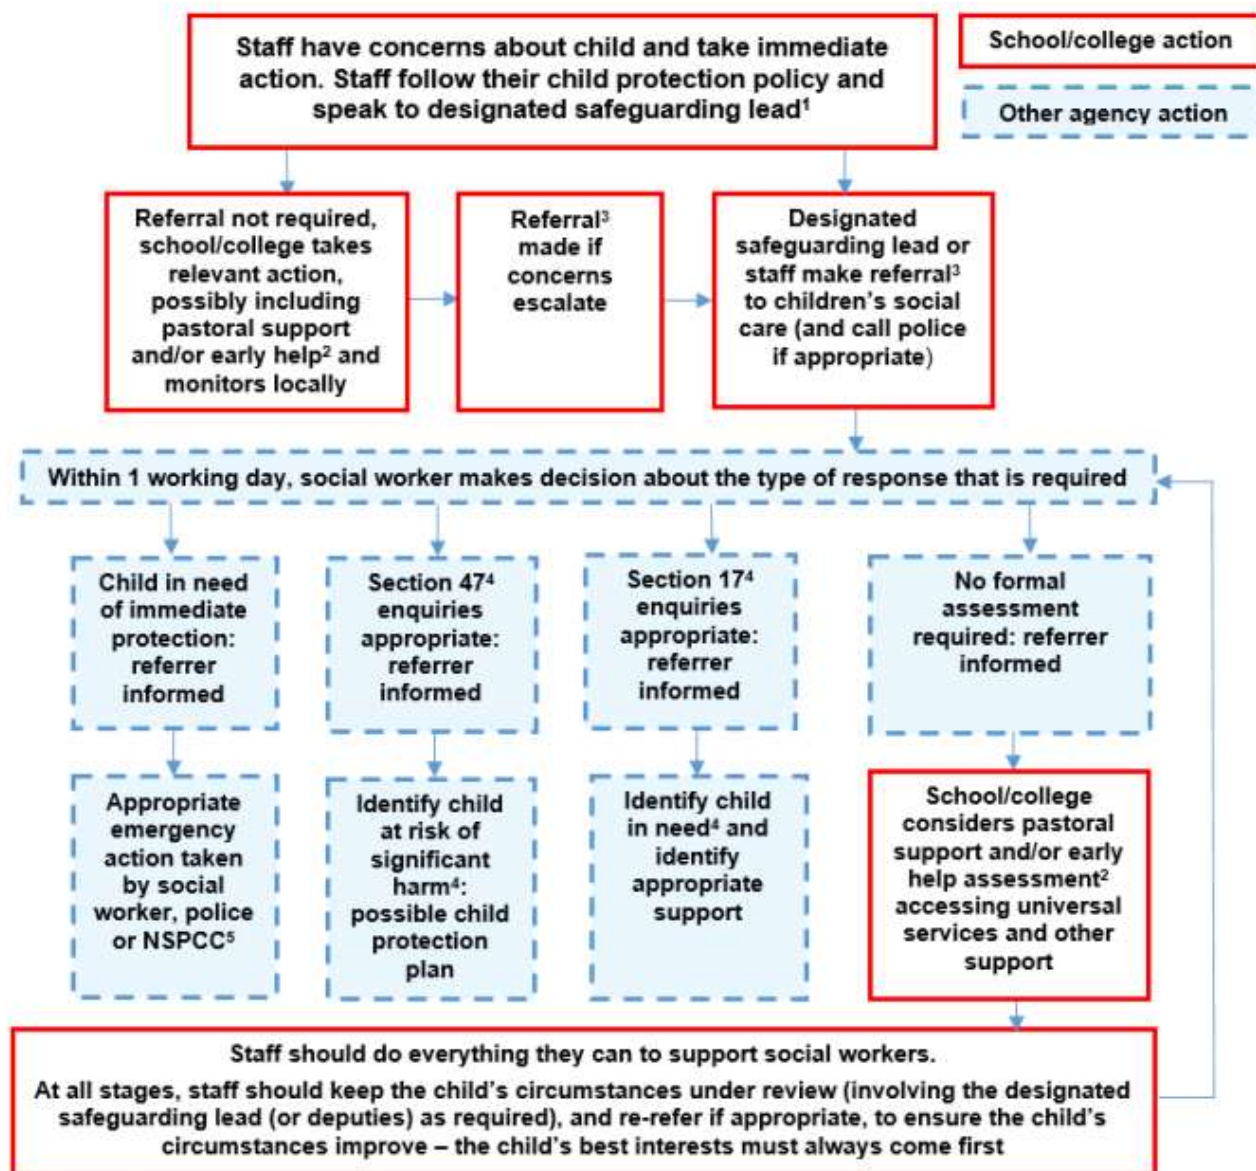 Staff have concerns about child and take immediate
action. Staff follow their child protection policy and
speak to designated safeguarding lead¹
School/college action
Other agency action
Referral not required,
school/college takes
relevant action,
possibly including
pastoral support
and/or early help² and
monitors locally
Referral³
made if
concerns
escalate
Designated
safeguarding lead or
staff make referral³
to children’s social
care (and call police
if appropriate)
Within 1 working day, social worker makes decision about the type of response that is required
Child in need
of immediate
protection:
referrer
informed
Section 47⁴
enquiries
appropriate:
referrer
informed
Section 17⁴
enquiries
appropriate:
referrer
informed
No formal
assessment
required: referrer
informed
Appropriate
emergency
action taken
by social
worker, police
or NSPCC⁵
Identify child
at risk of
significant
harm⁴:
possible child
protection
plan
Identify child
in need⁴ and
identify
appropriate
support
School/college
considers pastoral
support and/or early
help assessment²
accessing universal
services and other
support
Staff should do everything they can to support social workers.
At all stages, staff should keep the child’s circumstances under review (involving the designated
safeguarding lead (or deputies) as required), and re-refer if appropriate, to ensure the child’s
circumstances improve – the child’s best interests must always come first